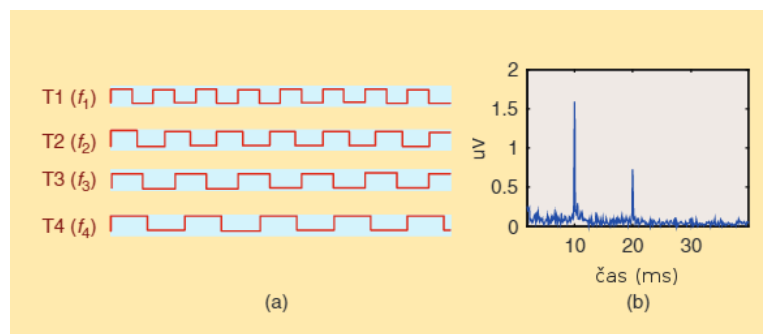 T1 (f1)
T2 (f2)
T3 (f3)
T4 (f4)
(a)
uV
2
1.5
1
0.5
0
10 20 30
čas (ms)
(b)